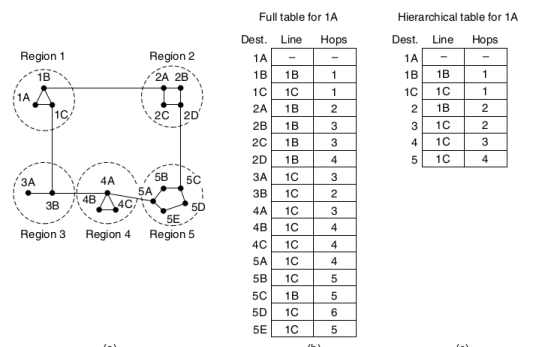 Full table for 1A
Hierarchical table for 1A
Dest. Line Hops
Dest. Line Hops
Region 1
Region 2
1B
1A
1C
2A 2B
2C 2D
3A
3B
4A
4B 4C
5B 5C
5A
5D
5E
Region 3 Region 4 Region 5
1A – –
1B 1B 1
1C 1C 1
2A 1B 2
2B 1B 3
2C 1B 3
2D 1B 4
3A 1C 3
3B 1C 2
4A 1C 3
4B 1C 4
4C 1C 4
5A 1C 4
5B 1C 5
5C 1B 5
5D 1C 6
5E 1C 5
1A – –
1B 1B 1
1C 1C 1
2 1B 2
3 1C 2
4 1C 3
5 1C 4